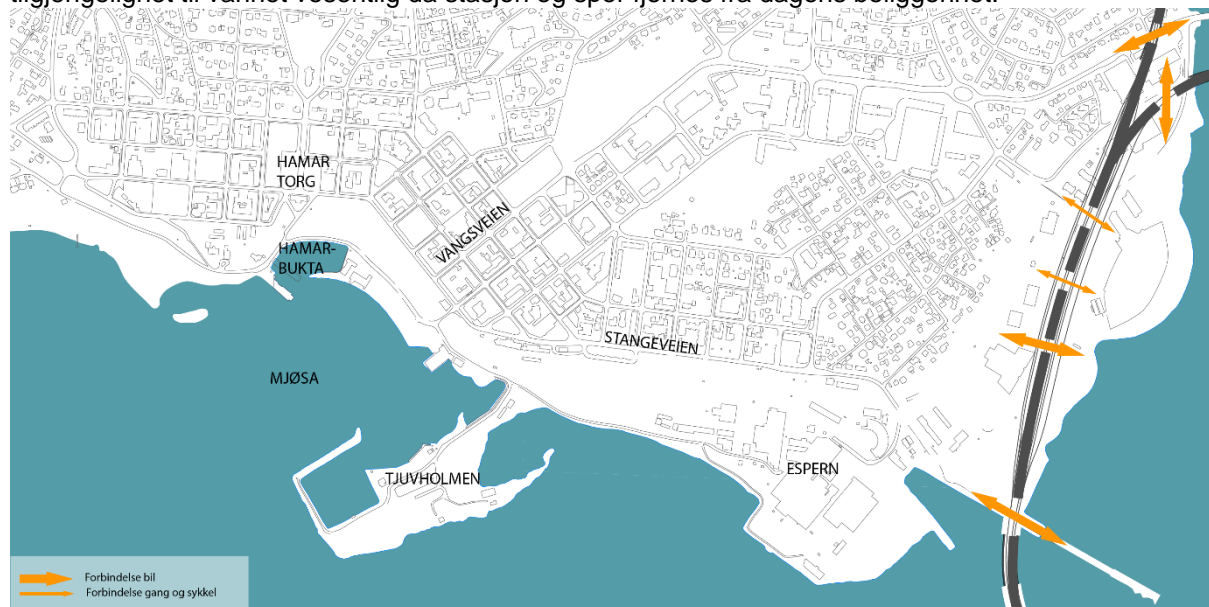 tilgjengelighet til vannet vesentlig da stasjon og spor fjernes fra dagens beliggenhet.
HAMAR
TORG
HAMAR-
BUKTA
VANGSVEIEN
STANGEVEIEN
MJØSA
TJUVHOLMEN
ESPERN
Forbindelse bil
Forbindelse gang og sykkel